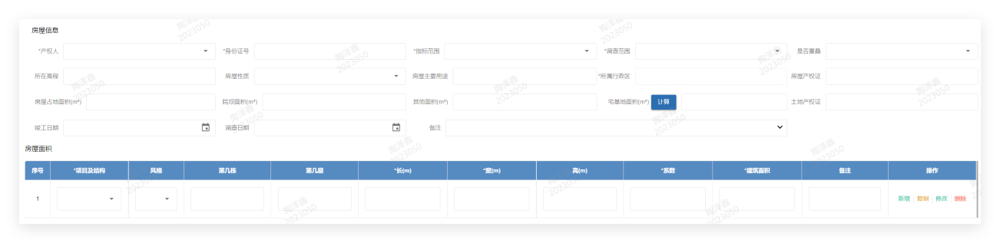 房屋信息
*产权人 *身份证号 *指标范围 *调查范围 是否重叠
所在高程 房屋性质 房屋主要用途 *所属行政区 房屋产权证
房屋占地面积(m²) 院坝面积(m²) 其他面积(m²) 宅基地面积(m²) 计算 土地产权证
竣工日期 调查日期 备注
房屋面积
序号 *项目及结构 风格 第几栋 第几层 *长(m) *宽(m) 高(m) *系数 *建筑面积 备注 操作
1 新增 复制 修改 删除
陶泽鑫
2023050